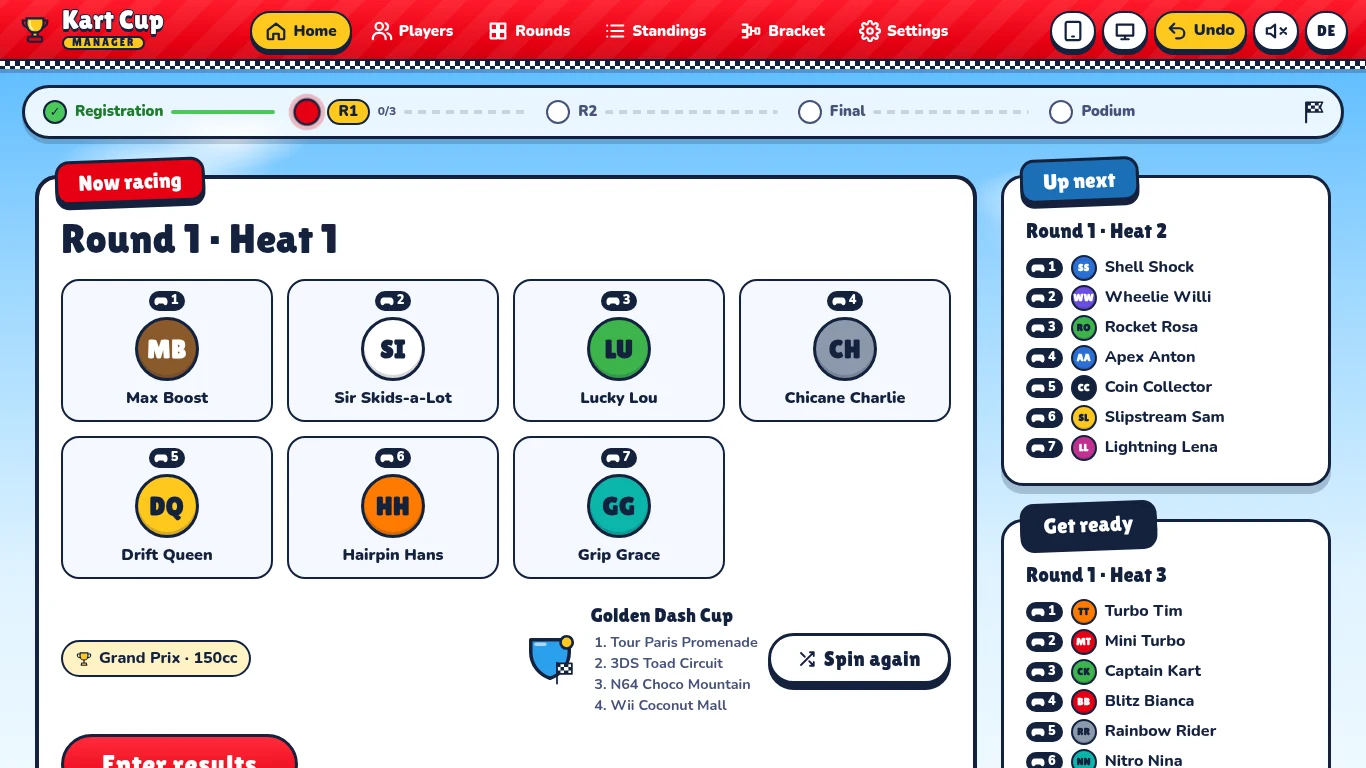 Kart Cup
MANAGER
Home
Players
Rounds
Standings
Bracket
Settings
Undo
DE
Registration
R1
0/3
R2
Final
Podium
Now racing
Round 1 · Heat 1
1
MB
Max Boost
2
SI
Sir Skids-a-Lot
3
LU
Lucky Lou
4
CH
Chicane Charlie
5
DQ
Drift Queen
6
HH
Hairpin Hans
7
GG
Grip Grace
Grand Prix · 150cc
Golden Dash Cup
1. Tour Paris Promenade
2. 3DS Toad Circuit
3. N64 Choco Mountain
4. Wii Coconut Mall
Spin again
Enter results
Up next
Round 1 · Heat 2
1 SS Shell Shock
2 WW Wheelie Willi
3 RO Rocket Rosa
4 AA Apex Anton
5 CC Coin Collector
6 SL Slipstream Sam
7 LL Lightning Lena
Get ready
Round 1 · Heat 3
1 TT Turbo Tim
2 MT Mini Turbo
3 CK Captain Kart
4 BB Blitz Bianca
5 RR Rainbow Rider
6 NN Nitro Nina